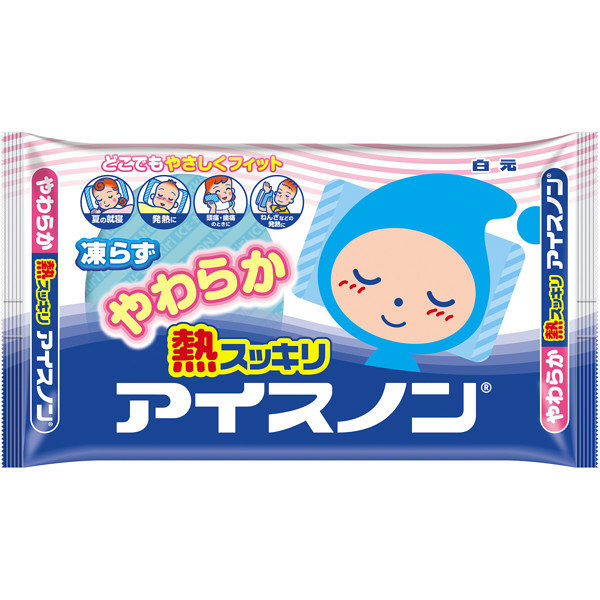 どこでもやさしくフィット
白元
夏の就寝
発熱に
頭痛・歯痛
のときに
ねんざなどの
発熱に
凍らず
やわらか
熱スッキリ
アイスノン®
やわらか
熱スッキリ
アイスノン
アイスノン®
熱スッキリ
やわらか